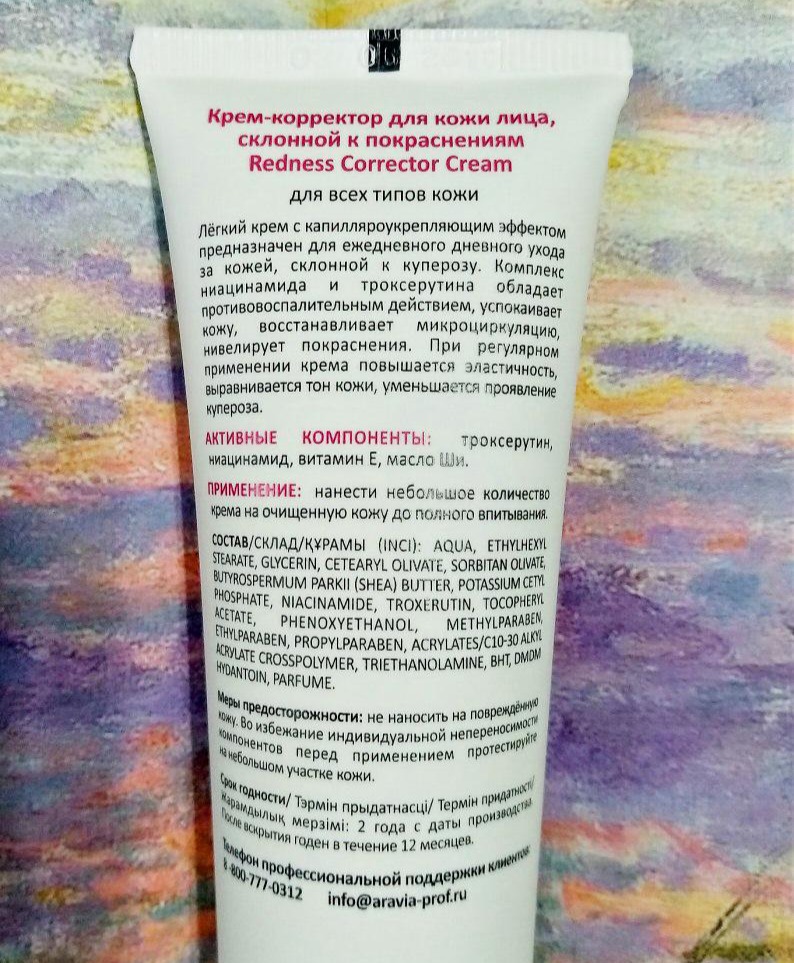 Крем-корректор для кожи лица,
склонной к покраснениям
Redness Corrector Cream
для всех типов кожи
Лёгкий крем с капилляроукрепляющим эффектом
предназначен для ежедневного дневного ухода
за кожей, склонной к куперозу. Комплекс
ниацинамида и троксерутина обладает
противовоспалительным действием, успокаивает
кожу, восстанавливает микроциркуляцию,
нивелирует покраснения. При регулярном
применении крема повышается эластичность,
выравнивается тон кожи, уменьшается проявление
купероза.
АКТИВНЫЕ КОМПОНЕНТЫ: троксерутин,
ниацинамид, витамин Е, масло Ши.
ПРИМЕНЕНИЕ: нанести небольшое количество
крема на очищенную кожу до полного впитывания.
СОСТАВ/СКЛАД/ҚҰРАМЫ (INCI): AQUA, ETHYLHEXYL
STEARATE, GLYCERIN, CETEARYL OLIVATE, SORBITAN OLIVATE,
BUTYROSPERMUM PARKII (SHEA) BUTTER, POTASSIUM CETYL
PHOSPHATE, NIACINAMIDE, TROXERUTIN, TOCOPHERYL
ACETATE, PHENOXYETHANOL, METHYLPARABEN,
ETHYLPARABEN, PROPYLPARABEN, ACRYLATES/C10-30 ALKYL
ACRYLATE CROSSPOLYMER, TRIETHANOLAMINE, BHT, DMDM
HYDANTOIN, PARFUME.
Меры предосторожности: не наносить на повреждённую
кожу. Во избежание индивидуальной непереносимости
компонентов перед применением протестируйте
на небольшом участке кожи.
Срок годности/ Тэрмін прыдатнасці/ Термін придатності/
Жарамдылық мерзімі: 2 года с даты производства.
После вскрытия годен в течение 12 месяцев.
Телефон профессиональной поддержки клиентов:
8-800-777-0312 info@aravia-prof.ru